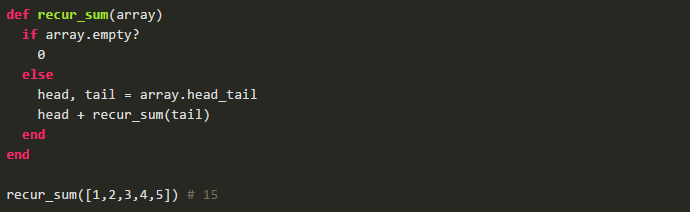 def recur_sum(array)
  if array.empty?
    0
  else
    head, tail = array.head_tail
    head + recur_sum(tail)
  end
end

recur_sum([1,2,3,4,5]) # 15